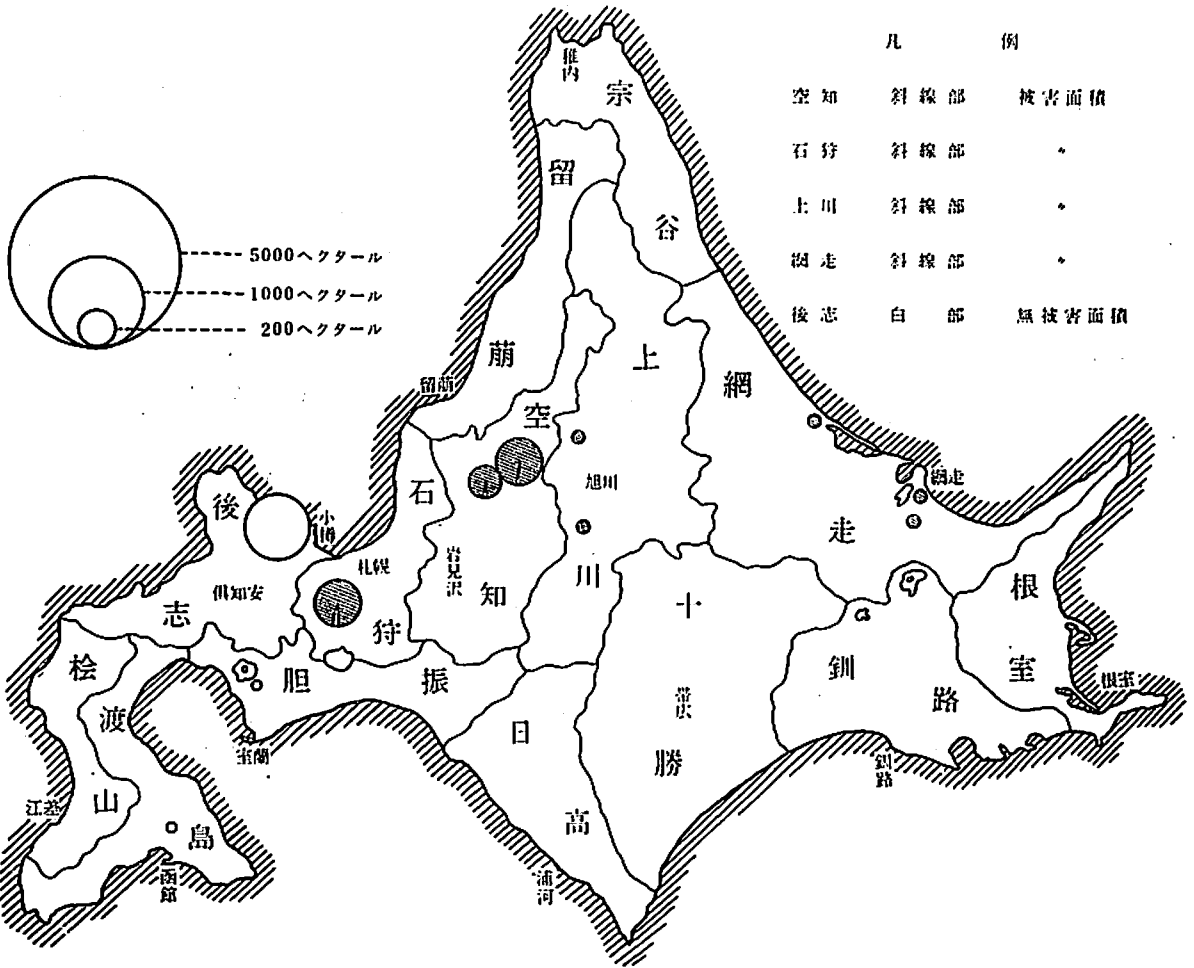 凡例
空知 斜線部 被害面積
石狩 斜線部 〃
上川 斜線部 〃
網走 斜線部 〃
後志 白部 無被害面積
5000ヘクタール
1000ヘクタール
200ヘクタール
稚内
宗谷
留萠
留萠
上川
旭川
網走
網走
空知
岩見沢
石狩
札幌
後志
小樽
倶知安
胆振
室蘭
桧山
江差
渡島
函館
日高
浦河
十勝
帯広
釧路
釧路
根室
根室